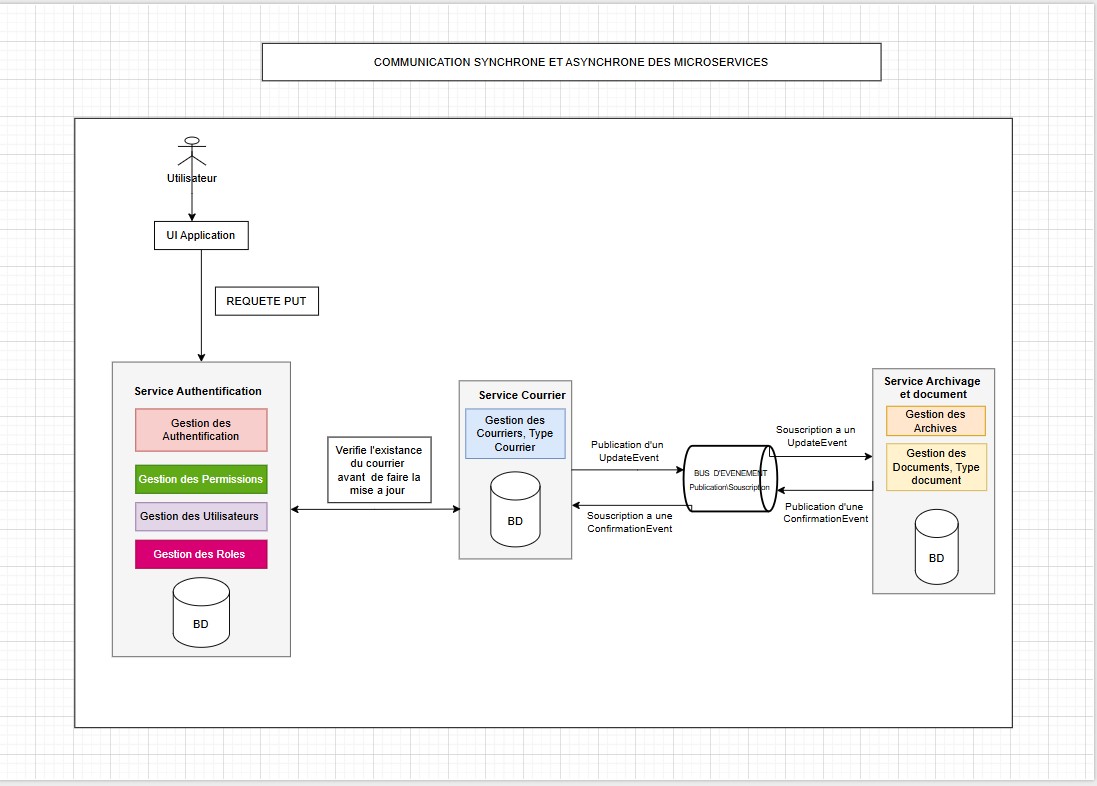 COMMUNICATION SYNCHRONE ET ASYNCHRONE DES MICROSERVICES
Utilisateur
UI Application
REQUETE PUT
Service Authentification
Gestion des
Authentification
Gestion des Permissions
Gestion des Utilisateurs
Gestion des Roles
BD
Verifie l'existance
du courrier
avant de faire la
mise a jour
Service Courrier
Gestion des
Courriers, Type
Courrier
BD
Publication d'un
UpdateEvent
Souscription a une
ConfirmationEvent
BUS D'EVENEMENT
Publication\Souscription
Souscription a un
UpdateEvent
Publication d'une
ConfirmationEvent
Service Archivage
et document
Gestion des
Archives
Gestion des
Documents, Type
document
BD